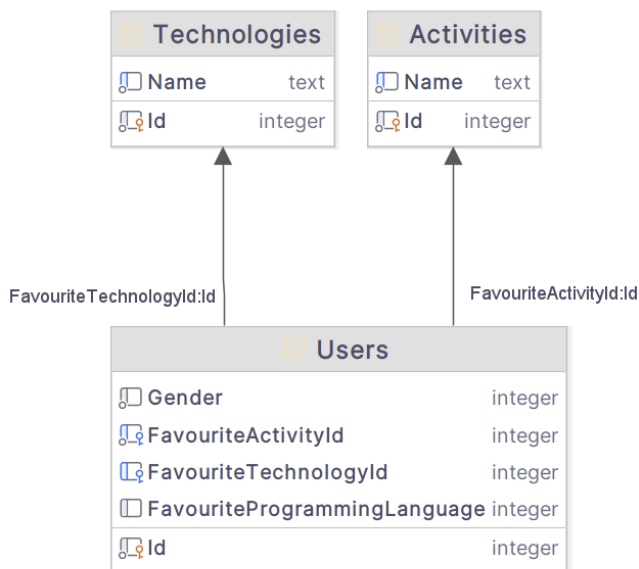 Technologies
Name text
Id integer
Activities
Name text
Id integer
FavouriteTechnologyId:Id
FavouriteActivityId:Id
Users
Gender integer
FavouriteActivityId integer
FavouriteTechnologyId integer
FavouriteProgrammingLanguage integer
Id integer